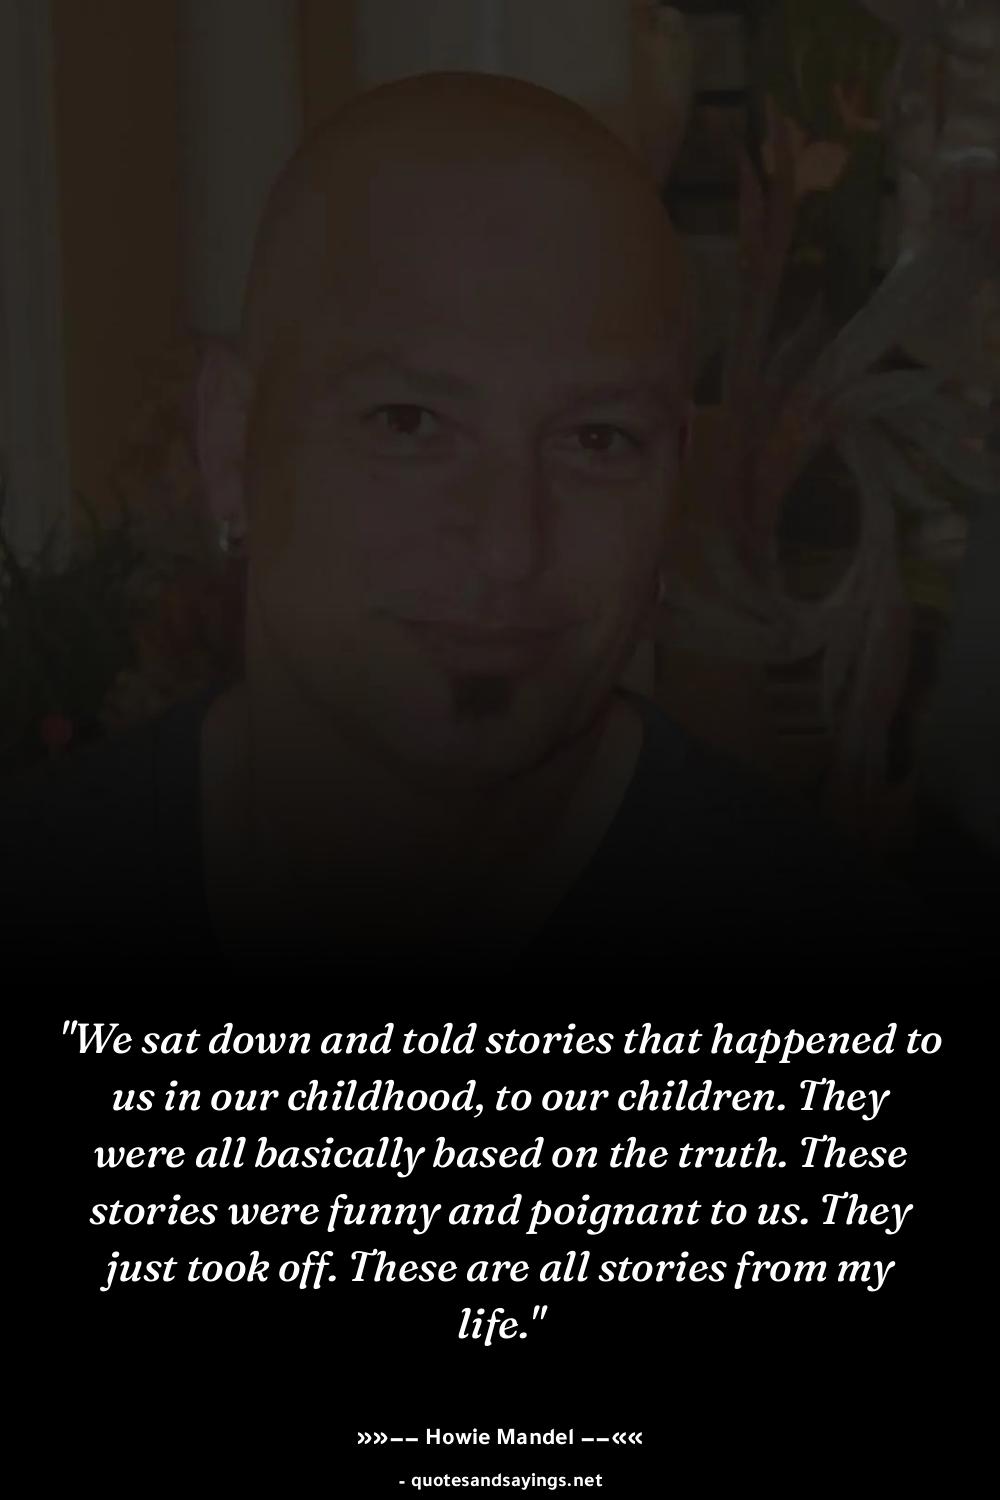 "We sat down and told stories that happened to
us in our childhood, to our children. They
were all basically based on the truth. These
stories were funny and poignant to us. They
just took off. These are all stories from my
life."
»»–– Howie Mandel ––««
- quotesandsayings.net